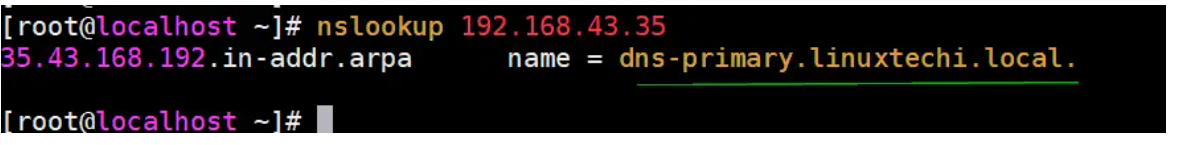 [root@localhost ~]# nslookup 192.168.43.35
35.43.168.192.in-addr.arpa      name = dns-primary.linuxtechi.local.
[root@localhost ~]#